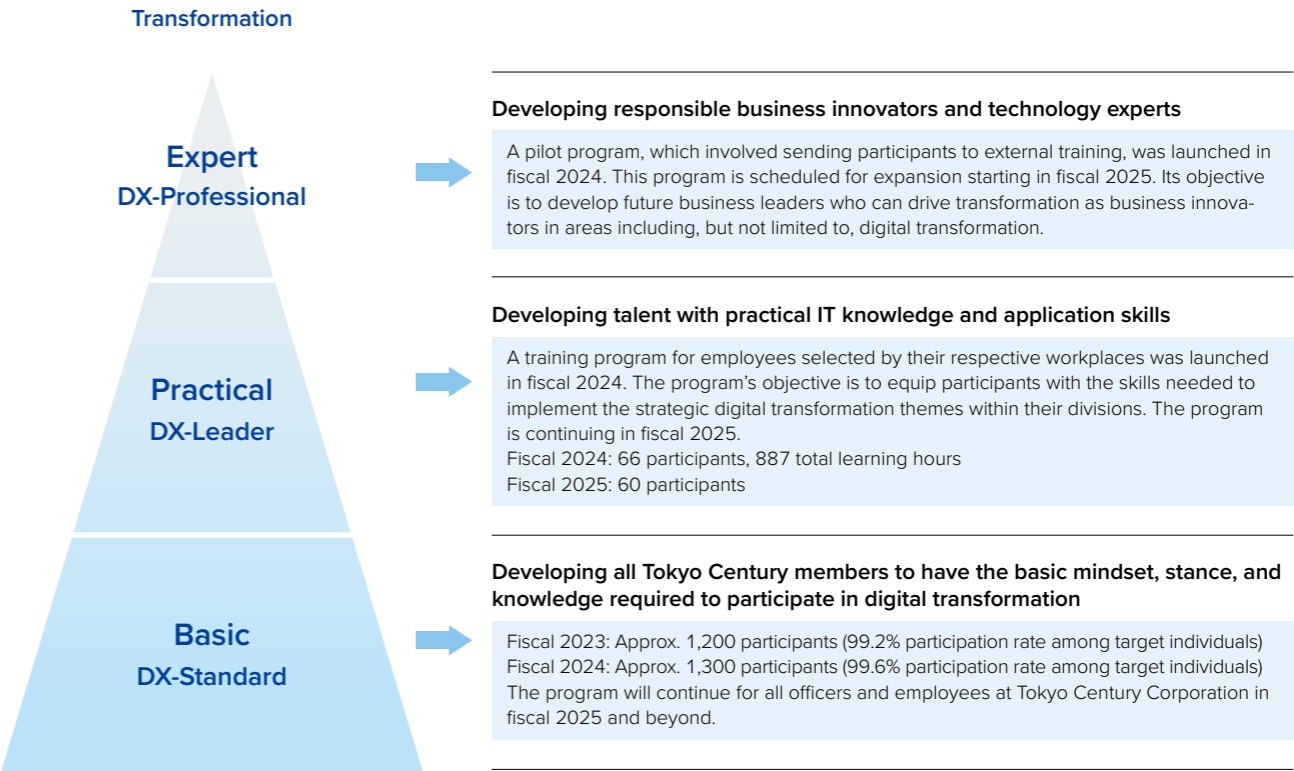 Transformation
Expert
DX-Professional
Developing responsible business innovators and technology experts
A pilot program, which involved sending participants to external training, was launched in
fiscal 2024. This program is scheduled for expansion starting in fiscal 2025. Its objective
is to develop future business leaders who can drive transformation as business innova-
tors in areas including, but not limited to, digital transformation.
Practical
DX-Leader
Developing talent with practical IT knowledge and application skills
A training program for employees selected by their respective workplaces was launched
in fiscal 2024. The program’s objective is to equip participants with the skills needed to
implement the strategic digital transformation themes within their divisions. The program
is continuing in fiscal 2025.
Fiscal 2024: 66 participants, 887 total learning hours
Fiscal 2025: 60 participants
Basic
DX-Standard
Developing all Tokyo Century members to have the basic mindset, stance, and
knowledge required to participate in digital transformation
Fiscal 2023: Approx. 1,200 participants (99.2% participation rate among target individuals)
Fiscal 2024: Approx. 1,300 participants (99.6% participation rate among target individuals)
The program will continue for all officers and employees at Tokyo Century Corporation in
fiscal 2025 and beyond.